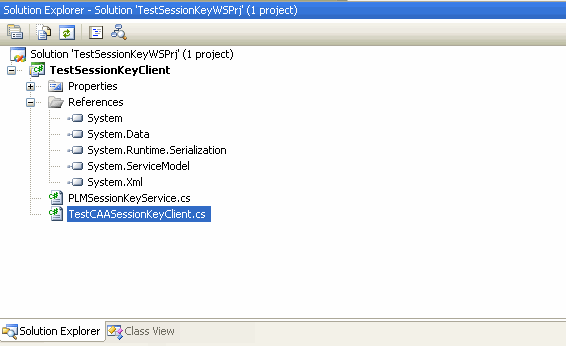 Solution Explorer - Solution 'TestSessionKeyWSPrj' (1 project)
Solution 'TestSessionKeyWSPrj' (1 project)
TestSessionKeyClient
Properties
References
System
System.Data
System.Runtime.Serialization
System.ServiceModel
System.Xml
PLMSessionKeyService.cs
TestCAASessionKeyClient.cs
Solution Explorer Class View